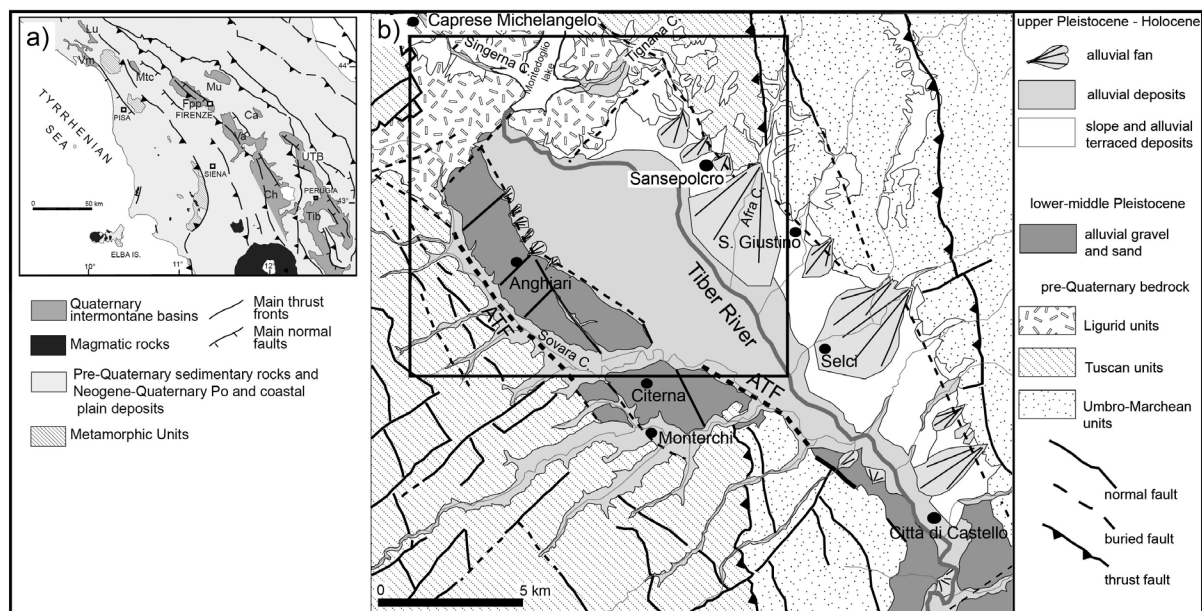 a)
Lu
Vm
Mtc
Mu
44
Fpp
PISA
FIRENZE
Ca
Va
TYRRHENIAN
SEA
SIENA
UTB
Ch
PERUGIA
43°
Tib
0 50 km
ELBA IS.
10° 11° 12°
Quaternary
intermontane basins
Main thrust
fronts
Main normal
faults
Magmatic rocks
Pre-Quaternary sedimentary rocks and
Neogene-Quaternary Po and coastal
plain deposits
Metamorphic Units
b)
Caprese Michelangelo
Singerna C.
Montedoglio
lake
Tignana C.
Sansepolcro
Afra C.
S. Giustino
Anghiari
Tiber River
ATF
Sovara C.
Selci
Citerna
ATF
Monterchi
Città di Castello
0 5 km
upper Pleistocene - Holocene
alluvial fan
alluvial deposits
slope and alluvial
terraced deposits
lower-middle Pleistocene
alluvial gravel
and sand
pre-Quaternary bedrock
Ligurid units
Tuscan units
Umbro-Marchean
units
normal fault
buried fault
thrust fault